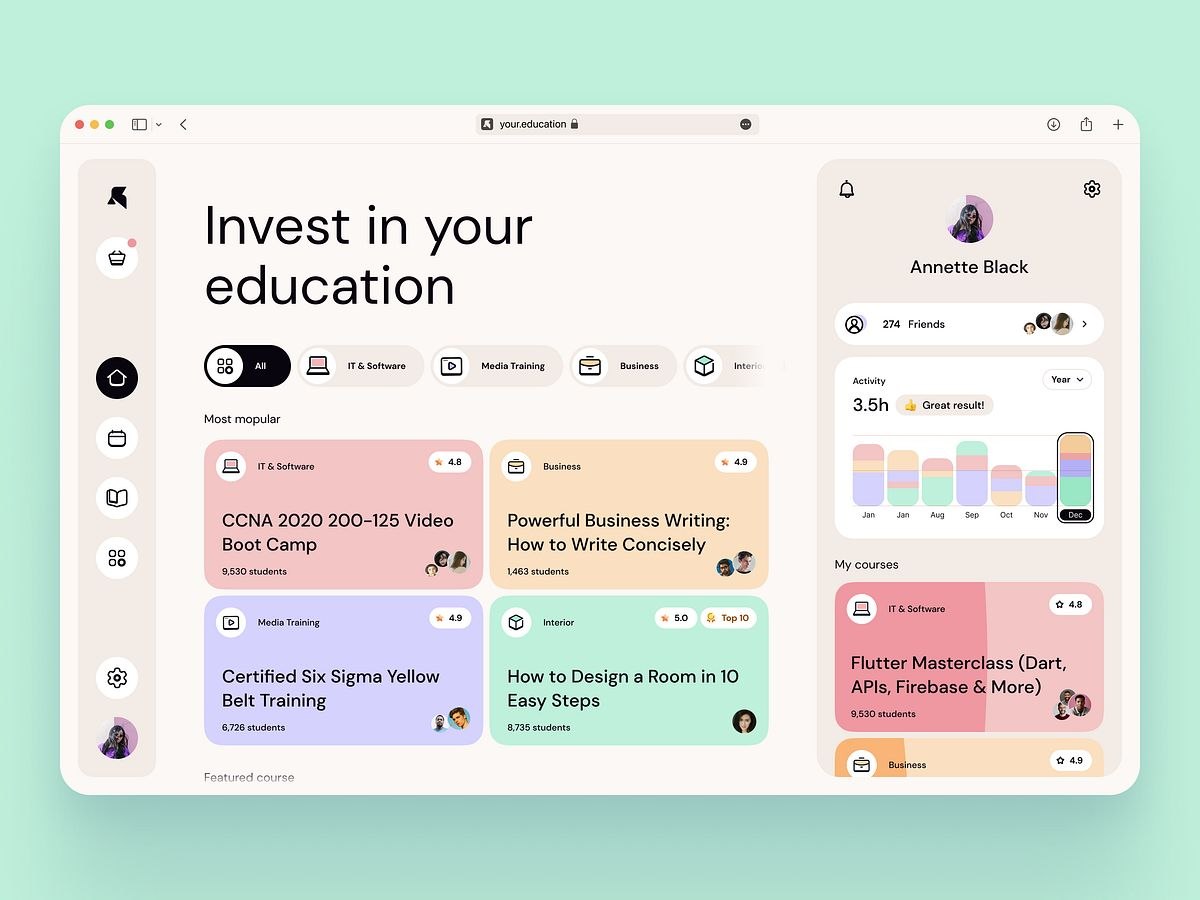 your.education
Invest in your
education
All
IT & Software
Media Training
Business
Interio
Most mopular
IT & Software
4.8
CCNA 2020 200-125 Video
Boot Camp
9,530 students
Business
4.9
Powerful Business Writing:
How to Write Concisely
1,463 students
Media Training
4.9
Certified Six Sigma Yellow
Belt Training
6,726 students
Interior
5.0
Top 10
How to Design a Room in 10
Easy Steps
8,735 students
Featured course
Annette Black
274 Friends
Activity
Year
3.5h
Great result!
Jan
Jan
Aug
Sep
Oct
Nov
Dec
My courses
IT & Software
4.8
Flutter Masterclass (Dart,
APIs, Firebase & More)
9,530 students
Business
4.9